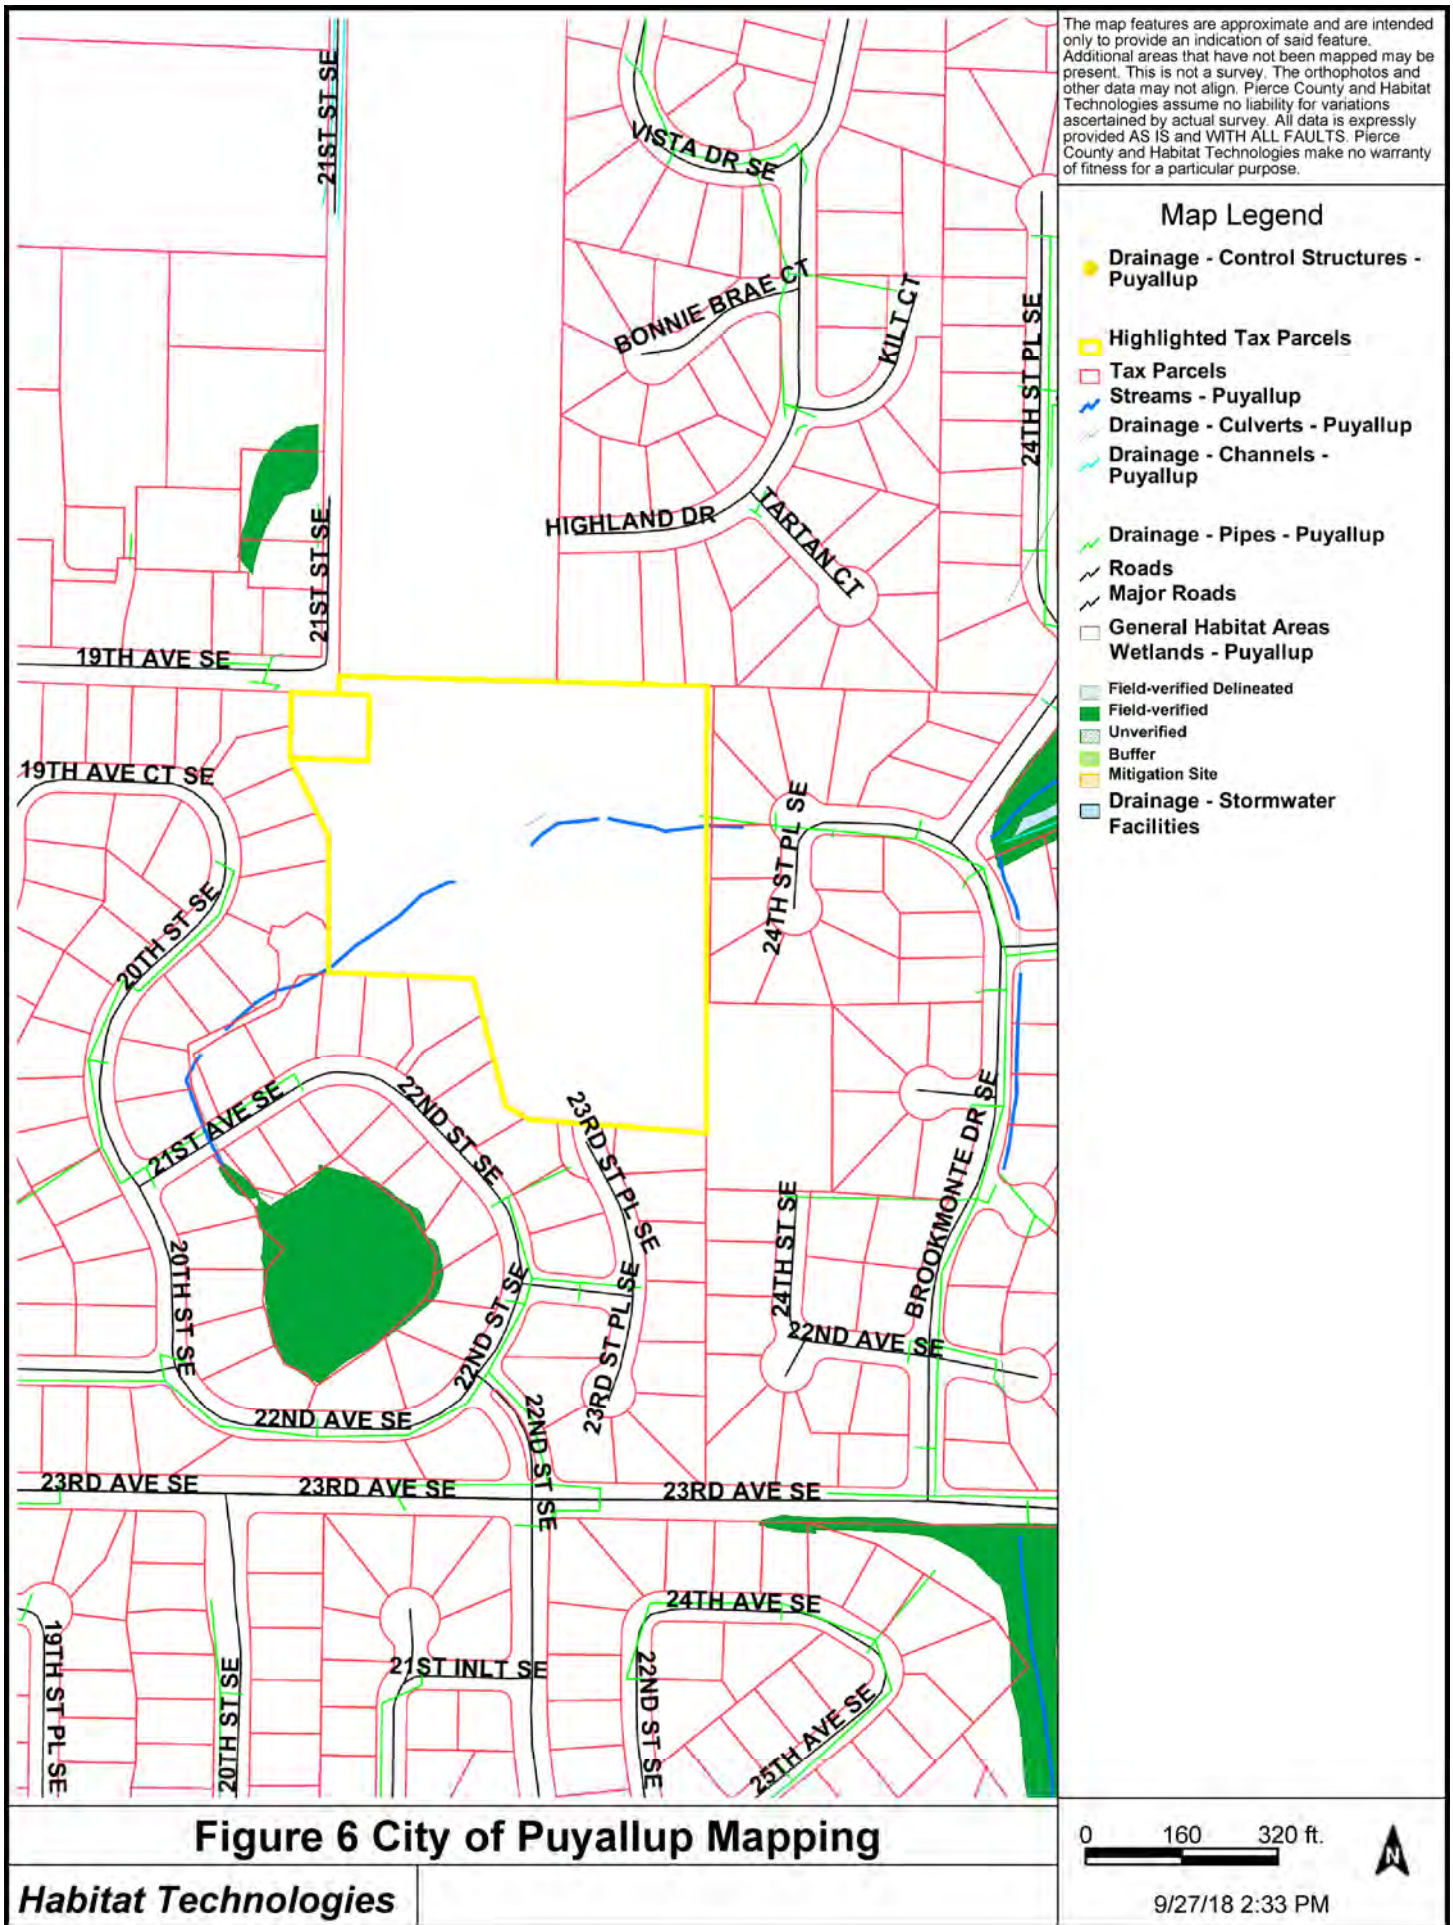 The map features are approximate and are intended
only to provide an indication of said feature.
Additional areas that have not been mapped may be
present. This is not a survey. The orthophotos and
other data may not align. Pierce County and Habitat
Technologies assume no liability for variations
ascertained by actual survey. All data is expressly
provided AS IS and WITH ALL FAULTS. Pierce
County and Habitat Technologies make no warranty
of fitness for a particular purpose.
Map Legend
Drainage - Control Structures -
Puyallup
Highlighted Tax Parcels
Tax Parcels
Streams - Puyallup
Drainage - Culverts - Puyallup
Drainage - Channels -
Puyallup
Drainage - Pipes - Puyallup
Roads
Major Roads
General Habitat Areas
Wetlands - Puyallup
Field-verified Delineated
Field-verified
Unverified
Buffer
Mitigation Site
Drainage - Stormwater
Facilities
21ST ST SE
VISTA DR SE
BONNIE BRAE CT
KILT CT
24TH ST PL SE
HIGHLAND DR
TARTAN CT
21ST ST SE
19TH AVE SE
19TH AVE CT SE
20TH ST SE
24TH ST PL SE
21ST AVE SE
22ND ST SE
23RD ST PL SE
BROOKMONTE DR SE
24TH ST SE
20TH ST SE
22ND ST SE
23RD ST PL SE
22ND AVE SE
22ND AVE SE
22ND ST SE
23RD AVE SE
23RD AVE SE
23RD AVE SE
24TH AVE SE
19TH ST PL SE
20TH ST SE
21ST INLT SE
22ND ST SE
25TH AVE SE
Figure 6 City of Puyallup Mapping
Habitat Technologies
0 160 320 ft.
N
9/27/18 2:33 PM